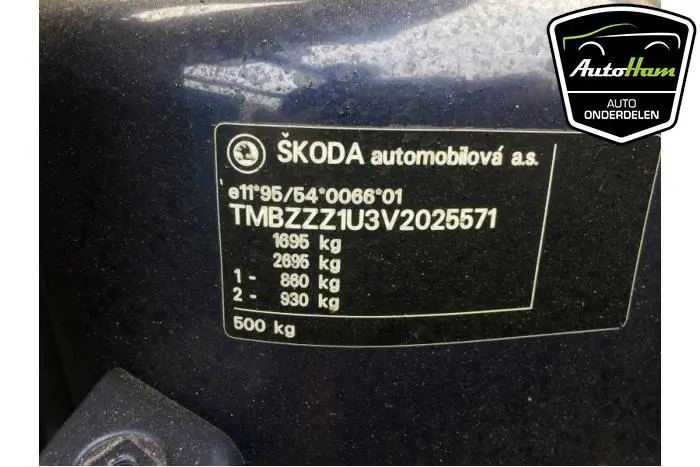 AutoHam
AUTO
ONDERDELEN
ŠKODA automobilová a.s.
e11*95/54*0066*01
TMBZZZ1U3V2025571
1695 kg
2695 kg
1 - 860 kg
2 - 930 kg
500 kg